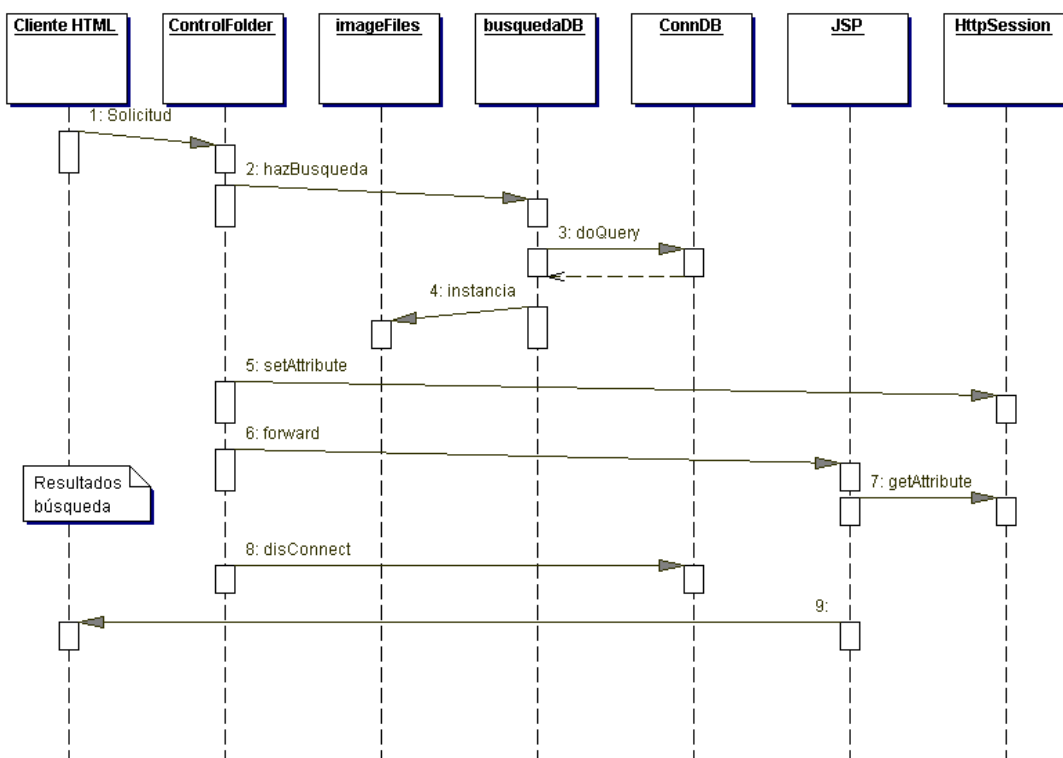 Cliente HTML
ControlFolder
imageFiles
busquedaDB
ConnDB
JSP
HttpSession
1: Solicitud
2: hazBusqueda
3: doQuery
4: instancia
5: setAttribute
6: forward
Resultados
búsqueda
7: getAttribute
8: disConnect
9: